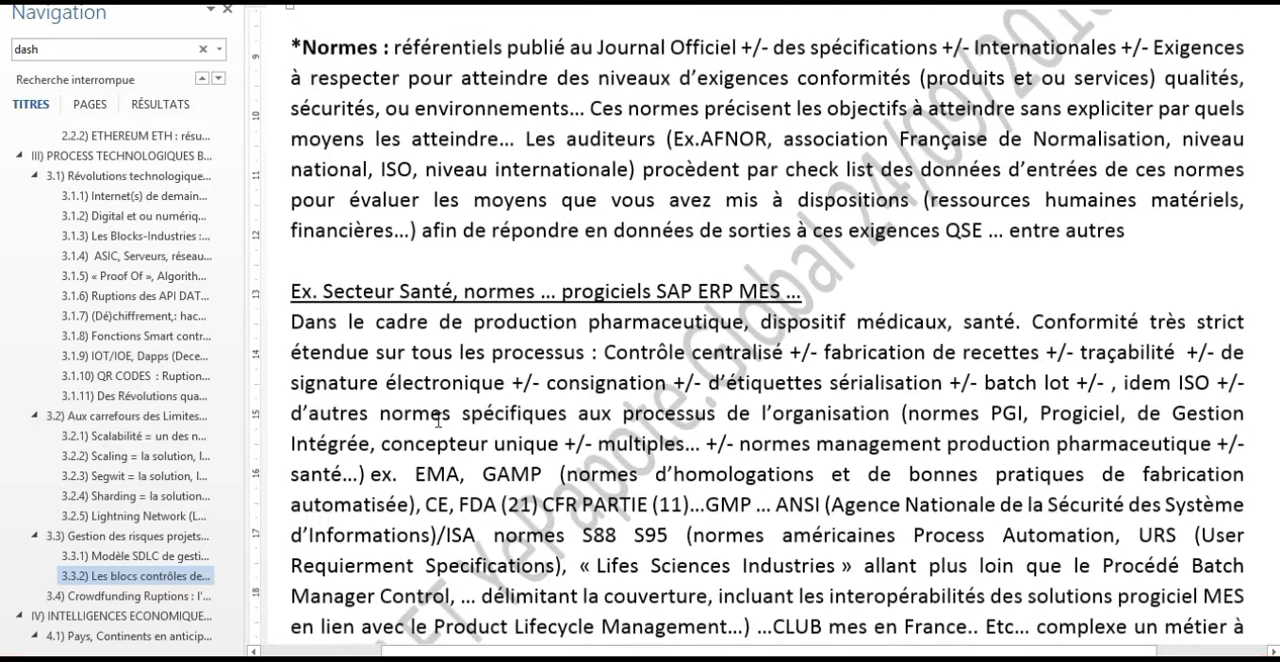 Navigation
dash
Recherche interrompue
TITRES PAGES RÉSULTATS
2.2.2) ETHEREUM ETH : résu...
III) PROCESS TECHNOLOGIQUES B...
3.1) Révolutions technologique...
3.1.1) Internet(s) de demain...
3.1.2) Digital et ou numériq...
3.1.3) Les Blocks-Industries :...
3.1.4) ASIC, Serveurs, réseau...
3.1.5) « Proof Of », Algorith...
3.1.6) Ruptions des API DAT...
3.1.7) (Dé)chiffrement,: hac...
3.1.8) Fonctions Smart contr...
3.1.9) IOT/IOE, Dapps (Dece...
3.1.10) QR CODES : Ruption...
3.1.11) Des Révolutions qua...
3.2) Aux carrefours des Limites...
3.2.1) Scalabilité = un des n...
3.2.2) Scaling = la solution, l...
3.2.3) Segwit = la solution, l...
3.2.4) Sharding = la solution...
3.2.5) Lightning Network (L...
3.3) Gestion des risques projets...
3.3.1) Modèle SDLC de gesti...
3.3.2) Les blocs contrôles de...
3.4) Crowdfunding Ruptions : l'...
IV) INTELLIGENCES ECONOMIQUE...
4.1) Pays, Continents en anticip...
9
10
11
12
13
14
15
16
17
18
*Normes : référentiels publié au Journal Officiel +/- des spécifications +/- Internationales +/- Exigences
à respecter pour atteindre des niveaux d'exigences conformités (produits et ou services) qualités,
sécurités, ou environnements... Ces normes précisent les objectifs à atteindre sans expliciter par quels
moyens les atteindre... Les auditeurs (Ex.AFNOR, association Française de Normalisation, niveau
national, ISO, niveau internationale) procèdent par check list des données d'entrées de ces normes
pour évaluer les moyens que vous avez mis à dispositions (ressources humaines matériels,
financières...) afin de répondre en données de sorties à ces exigences QSE ... entre autres
Ex. Secteur Santé, normes ... progiciels SAP ERP MES ...
Dans le cadre de production pharmaceutique, dispositif médicaux, santé. Conformité très strict
étendue sur tous les processus : Contrôle centralisé +/- fabrication de recettes +/- traçabilité +/- de
signature électronique +/- consignation +/- d'étiquettes sérialisation +/- batch lot +/- , idem ISO +/-
d'autres normes spécifiques aux processus de l'organisation (normes PGI, Progiciel, de Gestion
Intégrée, concepteur unique +/- multiples... +/- normes management production pharmaceutique +/-
santé...) ex. EMA, GAMP (normes d'homologations et de bonnes pratiques de fabrication
automatisée), CE, FDA (21) CFR PARTIE (11)...GMP ... ANSI (Agence Nationale de la Sécurité des Système
d'Informations)/ISA normes S88 S95 (normes américaines Process Automation, URS (User
Requierment Specifications), « Lifes Sciences Industries » allant plus loin que le Procédé Batch
Manager Control, ... délimitant la couverture, incluant les interopérabilités des solutions progiciel MES
en lien avec le Product Lifecycle Management...) ...CLUB mes en France.. Etc... complexe un métier à